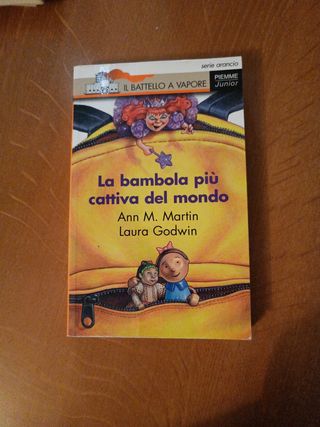 serie arancio
IL BATTELLO A VAPORE
PIEMME
Junior
La bambola più
cattiva del mondo
Ann M. Martin
Laura Godwin